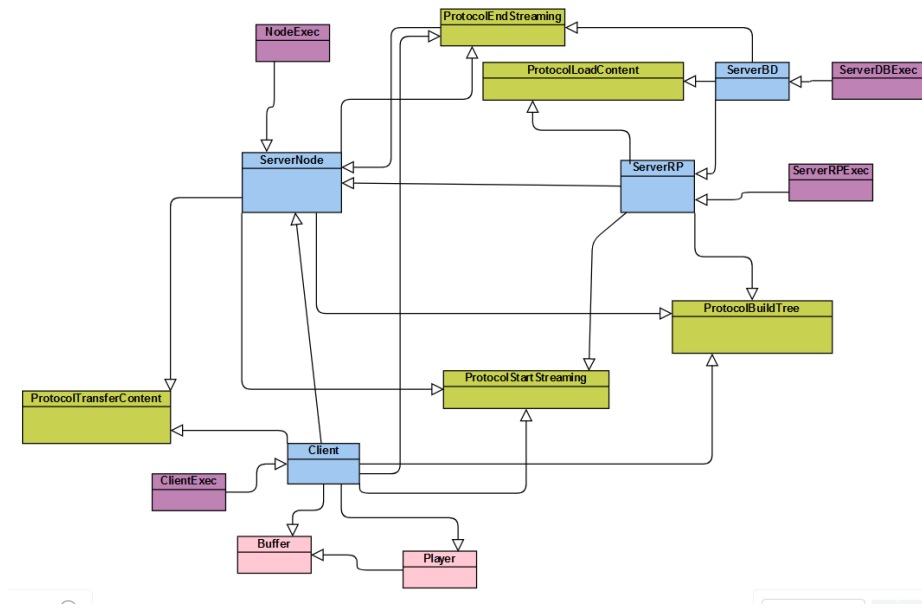 ProtocolEndStreaming
NodeExec
ProtocolLoadContent
ServerBD
ServerDBExec
ServerNode
ServerRP
ServerRPExec
ProtocolBuildTree
ProtocolStartStreaming
ProtocolTransferContent
Client
ClientExec
Buffer
Player